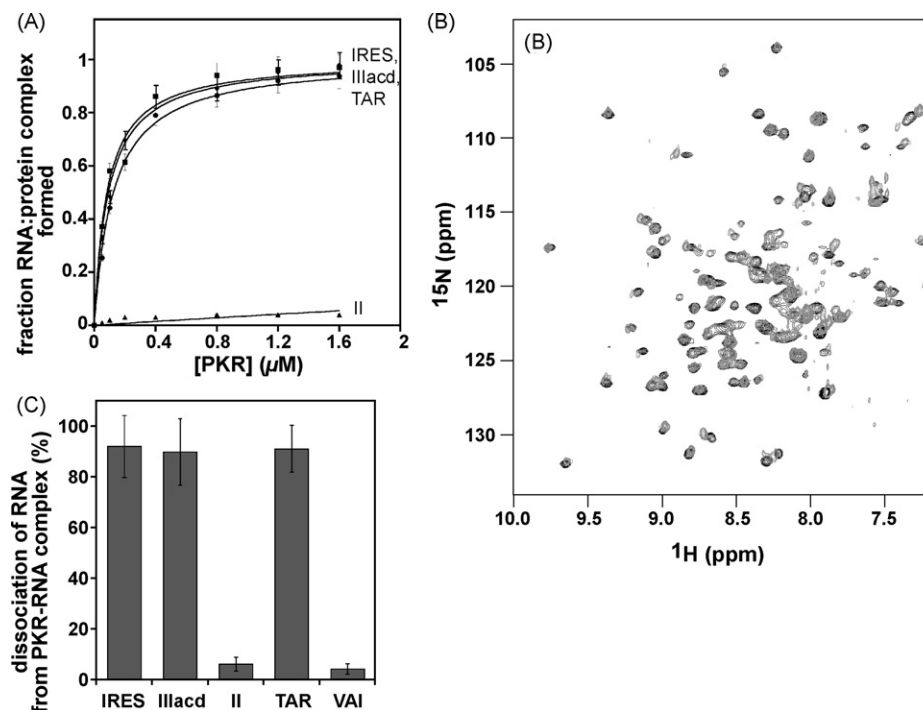 (A)
fraction RNA:protein complex
formed
1
0.8
0.6
0.4
0.2
0
0
0.4
0.8
1.2
1.6
2
[PKR] (µM)
IRES,
IIIacd,
TAR
II
(B)
(B)
15N (ppm)
105
110
115
120
125
130
10.0
9.5
9.0
8.5
8.0
7.5
1H (ppm)
(C)
dissociation of RNA
from PKR-RNA complex (%)
100
80
60
40
20
0
IRES
IIIacd
II
TAR
VAI